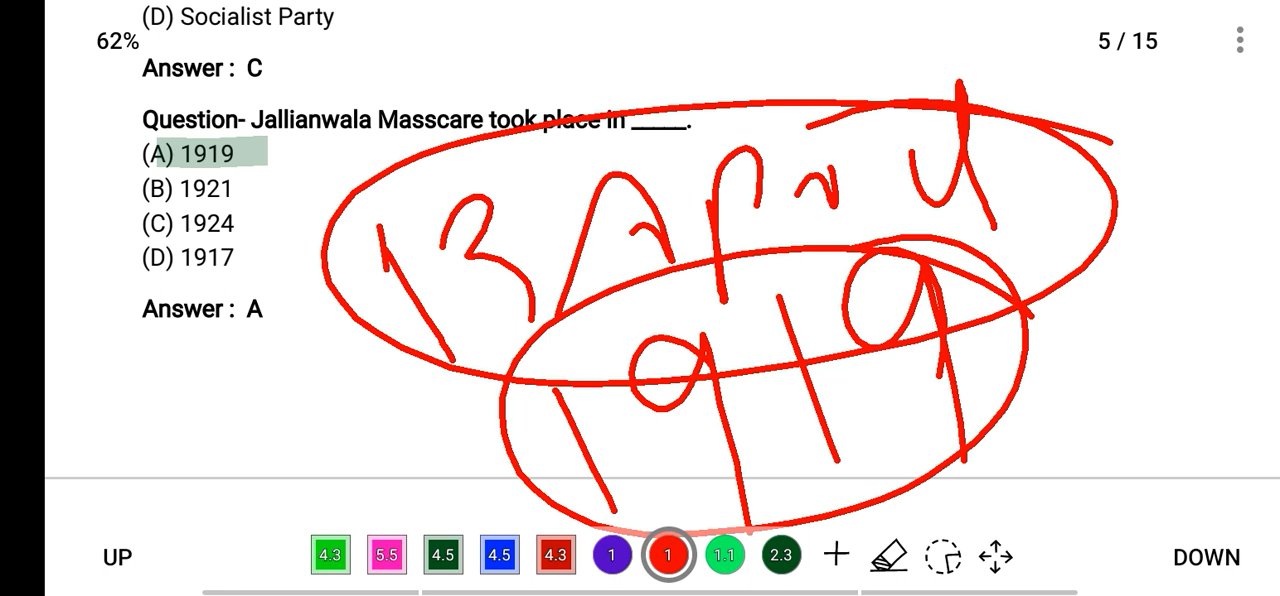 (D) Socialist Party
62%
5 / 15
Answer : C
Question- Jallianwala Masscare took place in _____.
(A) 1919
(B) 1921
(C) 1924
(D) 1917
Answer : A
13 April
1919
UP
4.3 5.5 4.5 4.5 4.3 1 1 1.1 2.3
DOWN